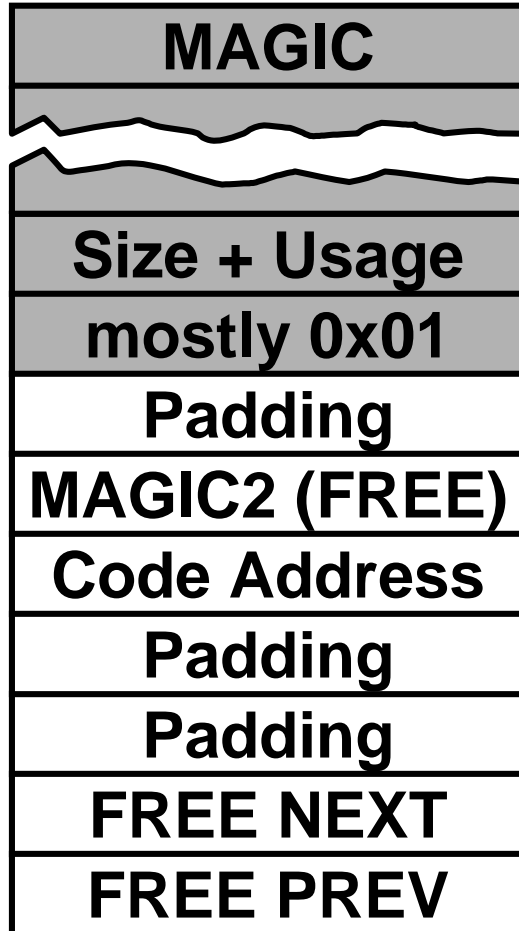 MAGIC
Size + Usage
mostly 0x01
Padding
MAGIC2 (FREE)
Code Address
Padding
Padding
FREE NEXT
FREE PREV